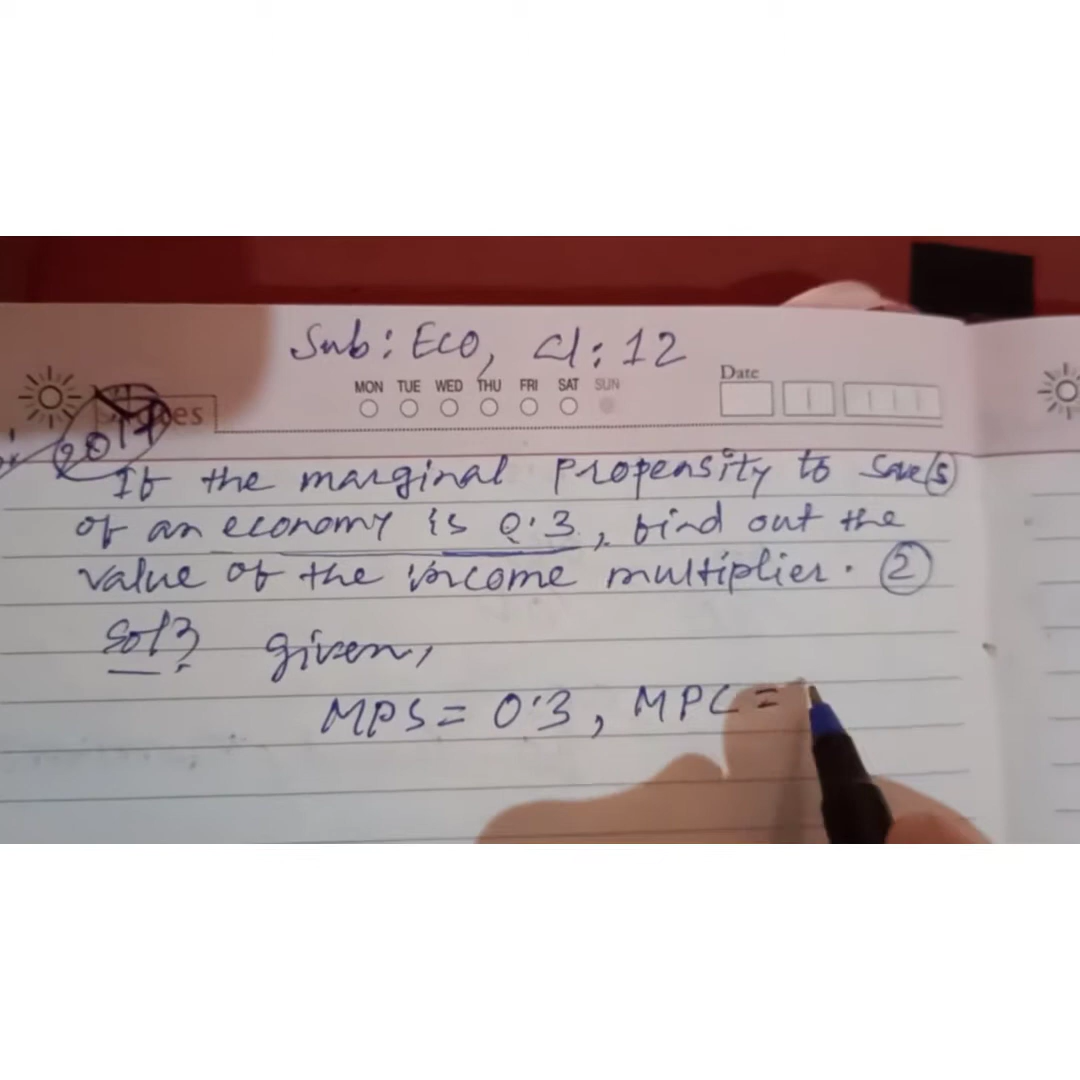 Sub: Eco, Cl: 12
MON TUE WED THU FRI SAT SUN
Date
2017
If the marginal propensity to save(s)
of an economy is 0.3, find out the
value of the income multiplier. (2)
Sol? given,
MPS = 0.3, MPC =